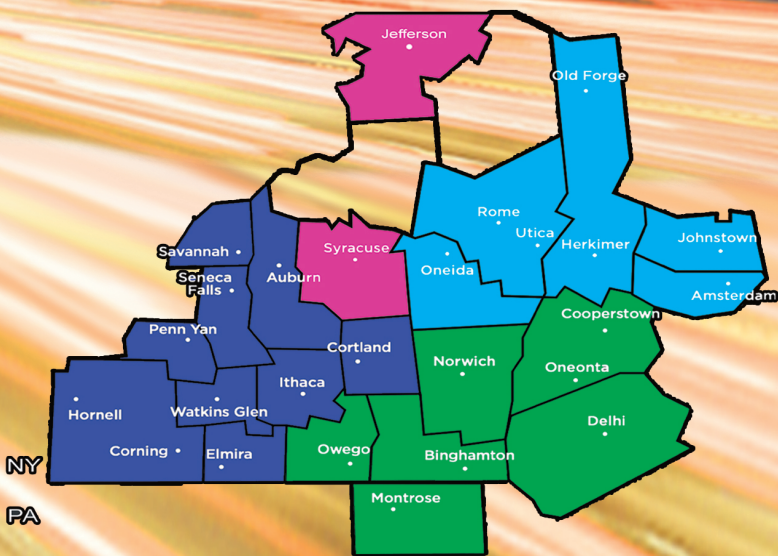 Jefferson
Old Forge
Rome
Utica
Herkimer
Johnstown
Amsterdam
Savannah
Seneca
Falls
Auburn
Syracuse
Oneida
Penn Yan
Cortland
Cooperstown
Norwich
Oneonta
Ithaca
Hornell
Watkins Glen
Corning
Elmira
Owego
Binghamton
Delhi
NY
PA
Montrose